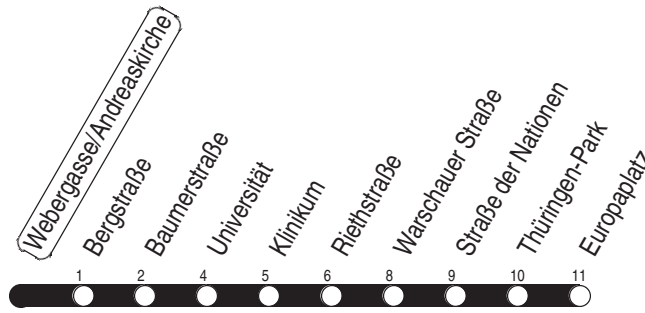 Webergasse/Andreaskirche
Bergstraße
Baumerstraße
Universität
Klinikum
Riethstraße
Warschauer Straße
Straße der Nationen
Thüringen-Park
Europaplatz
1 2 4 5 6 8 9 10 11